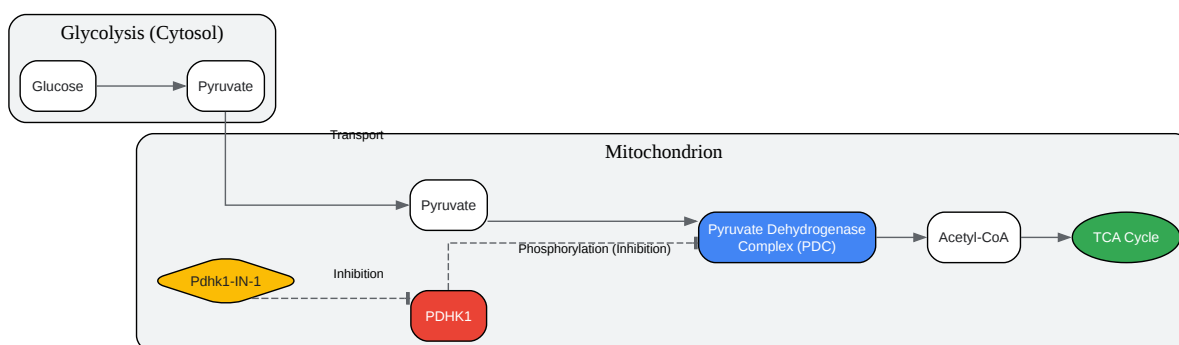 Glycolysis (Cytosol)
Glucose
Pyruvate
Transport
Mitochondrion
Pyruvate
Pyruvate Dehydrogenase
Complex (PDC)
Acetyl-CoA
TCA Cycle
Phosphorylation (Inhibition)
Pdhk1-IN-1
Inhibition
PDHK1